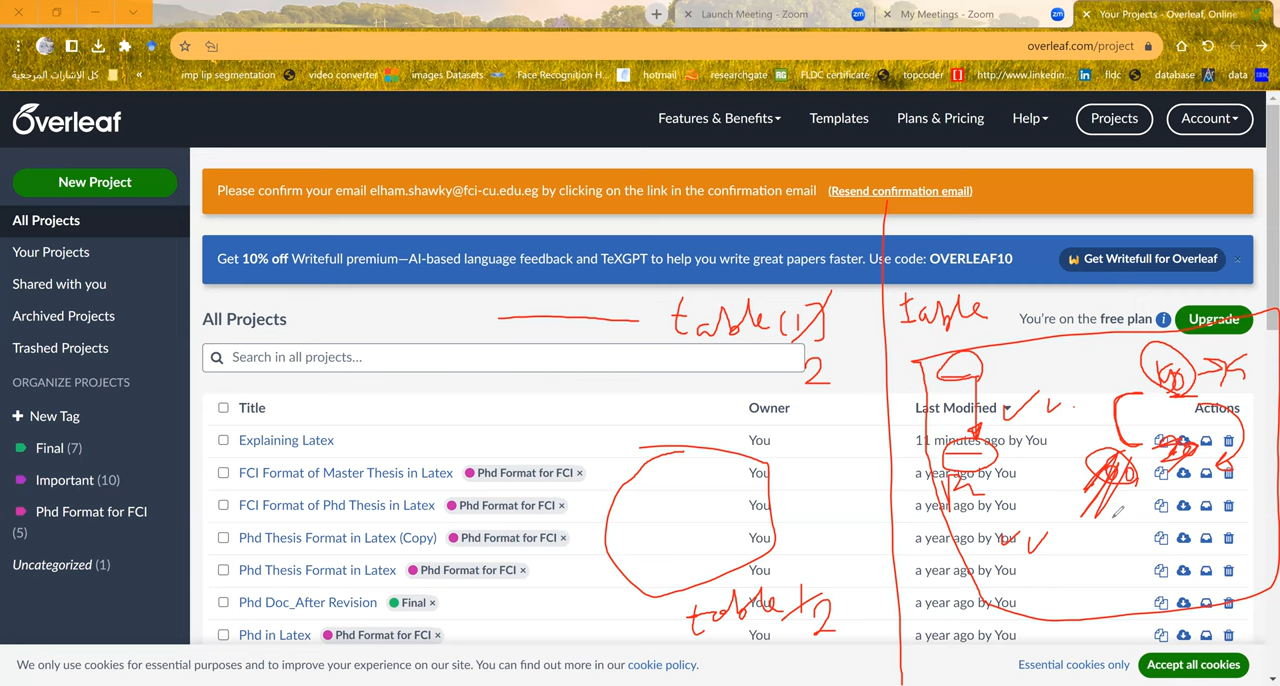 Launch Meeting - Zoom
My Meetings - Zoom
Your Projects - Overleaf, Online
overleaf.com/project
كل الإشارات المرجعية
»
imp lip segmentation
video converter
images Datasets
Face Recognition H...
hotmail
researchgate
RG
FLDC certificate
topcoder
http://www.linkedin...
fldc
database
data
Overleaf
Features & Benefits
Templates
Plans & Pricing
Help
Projects
Account
New Project
All Projects
Your Projects
Shared with you
Archived Projects
Trashed Projects
ORGANIZE PROJECTS
+ New Tag
Final (7)
Important (10)
Phd Format for FCI
(5)
Uncategorized (1)
Please confirm your email elham.shawky@fci-cu.edu.eg by clicking on the link in the confirmation email (Resend confirmation email)
Get 10% off Writefull premium—AI-based language feedback and TeXGPT to help you write great papers faster. Use code: OVERLEAF10
Get Writefull for Overleaf
All Projects
table (1)
2
table
You're on the free plan
Upgrade
Search in all projects...
Title Owner Last Modified Actions
Explaining Latex You 11 minutes ago by You
FCI Format of Master Thesis in Latex Phd Format for FCI × You a year ago by You
FCI Format of Phd Thesis in Latex Phd Format for FCI × You a year ago by You
Phd Thesis Format in Latex (Copy) Phd Format for FCI × You a year ago by You
Phd Thesis Format in Latex Phd Format for FCI × You a year ago by You
Phd Doc_After Revision Final × You a year ago by You
table 1 2
Phd in Latex Phd Format for FCI × You a year ago by You
We only use cookies for essential purposes and to improve your experience on our site. You can find out more in our cookie policy.
Essential cookies only
Accept all cookies